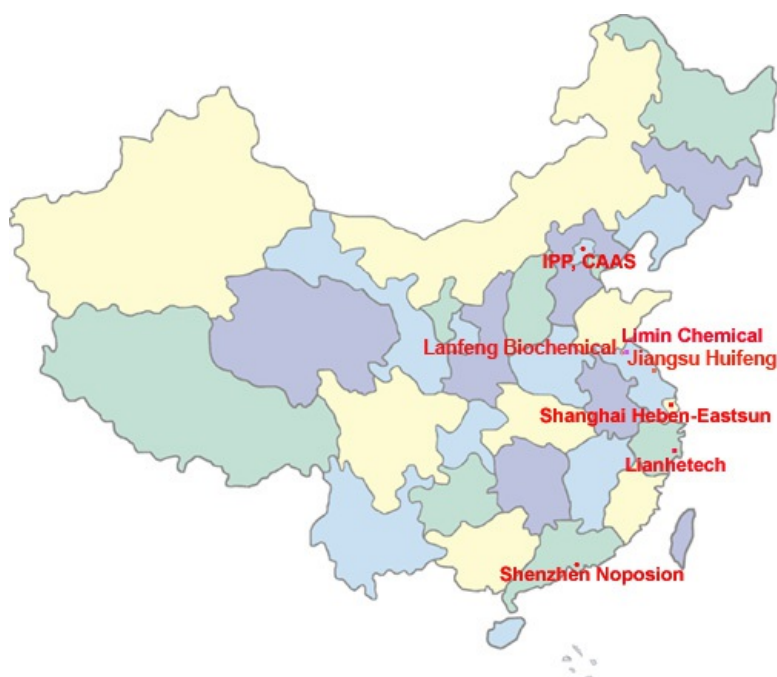 IPP, CAAS
Limin Chemical
Lanfeng Biochemical
Jiangsu Huifeng
Shanghai Heben-Eastsun
Lianhetech
Shenzhen Noposion